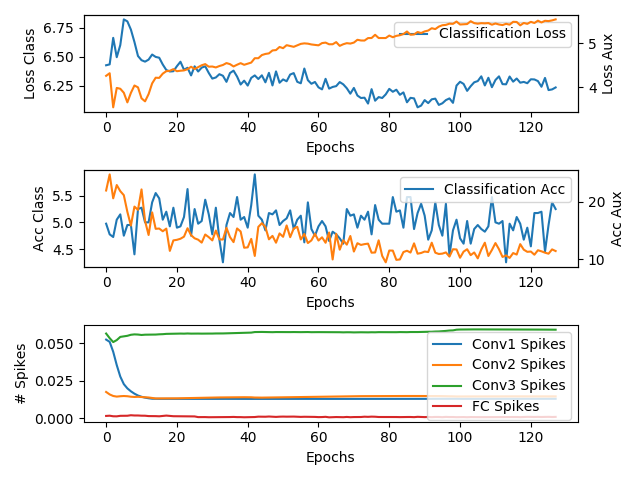 Loss Class
6.75
6.50
6.25
Classification Loss
5
4
Loss Aux
0 20 40 60 80 100 120
Epochs
Acc Class
5.5
5.0
4.5
Classification Acc
20
10
Acc Aux
0 20 40 60 80 100 120
Epochs
# Spikes
0.050
0.025
0.000
Conv1 Spikes
Conv2 Spikes
Conv3 Spikes
FC Spikes
0 20 40 60 80 100 120
Epochs